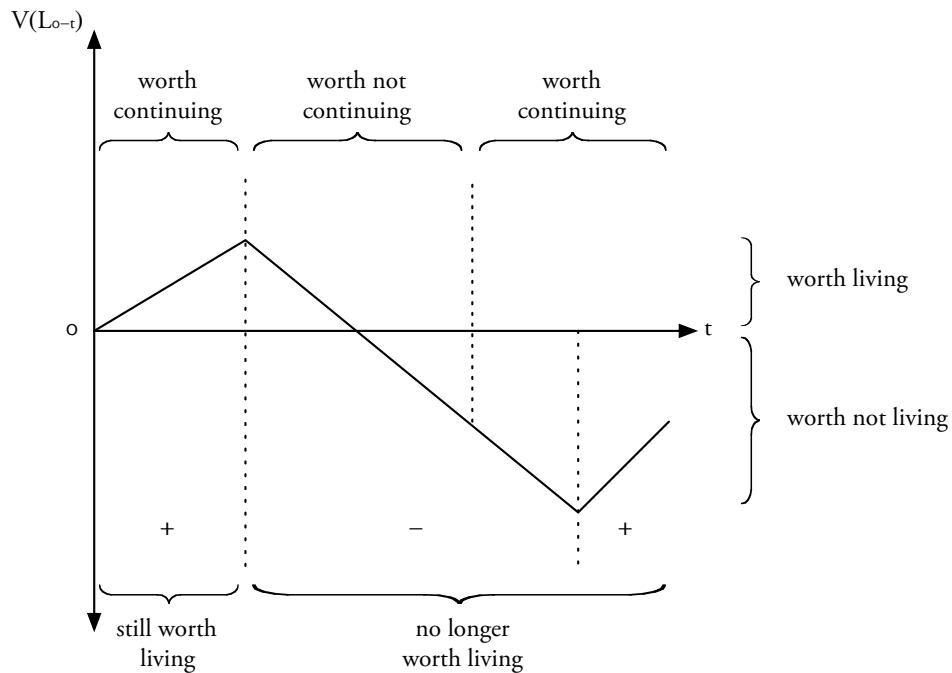 V(Lo–t)
worth
continuing
worth not
continuing
worth
continuing
worth living
o
t
worth not living
+
–
+
still worth
living
no longer
worth living